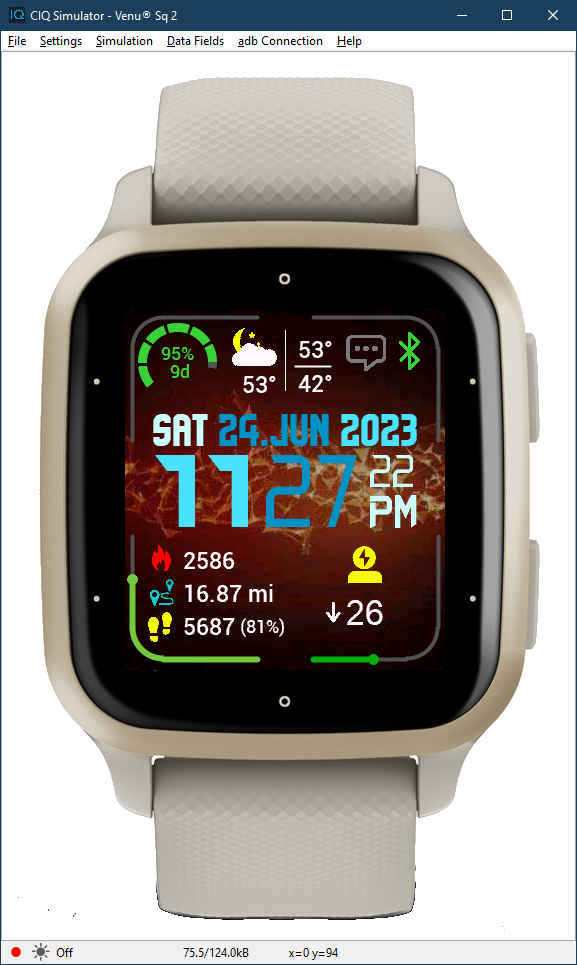 CIQ Simulator - Venu® Sq 2
File Settings Simulation Data Fields adb Connection Help
95%
9d
53°
53°
42°
SAT 24.JUN 2023
1127
22
PM
2586
16.87 mi
5687 (81%)
26
Off 75.5/124.0kB x=0 y=94